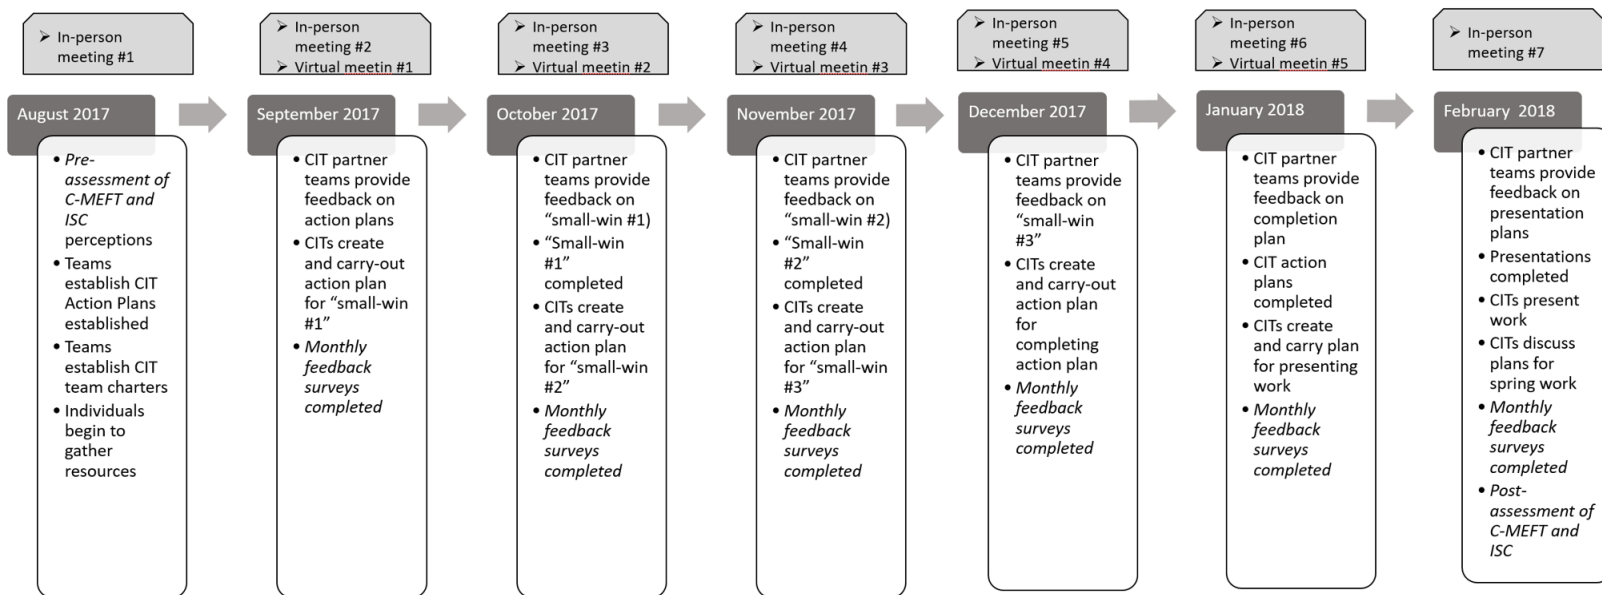 ➢ In-person
meeting #1
➢ In-person
meeting #2
➢ Virtual meetin #1
➢ In-person
meeting #3
➢ Virtual meetin #2
➢ In-person
meeting #4
➢ Virtual meetin #3
➢ In-person
meeting #5
➢ Virtual meetin #4
➢ In-person
meeting #6
➢ Virtual meetin #5
➢ In-person
meeting #7
August 2017
September 2017
October 2017
November 2017
December 2017
January 2018
February 2018
• Pre-
assessment of
C-MEFT and
ISC
perceptions
• Teams
establish CIT
Action Plans
established
• Teams
establish CIT
team charters
• Individuals
begin to
gather
resources
• CIT partner
teams provide
feedback on
action plans
• CITs create
and carry-out
action plan
for “small-win
#1”
• Monthly
feedback
surveys
completed
• CIT partner
teams provide
feedback on
“small-win #1)
• “Small-win
#1”
completed
• CITs create
and carry-out
action plan
for “small-win
#2”
• Monthly
feedback
surveys
completed
• CIT partner
teams provide
feedback on
“small-win #2)
• “Small-win
#2”
completed
• CITs create
and carry-out
action plan
for “small-win
#3”
• Monthly
feedback
surveys
completed
• CIT partner
teams provide
feedback on
“small-win
#3”
• CITs create
and carry-out
action plan
for
completing
action plan
• Monthly
feedback
surveys
completed
• CIT partner
teams provide
feedback on
completion
plan
• CIT action
plans
completed
• CITs create
and carry plan
for presenting
work
• Monthly
feedback
surveys
completed
• CIT partner
teams provide
feedback on
presentation
plans
• Presentations
completed
• CITs present
work
• CITs discuss
plans for
spring work
• Monthly
feedback
surveys
completed
• Post-
assessment of
C-MEFT and
ISC